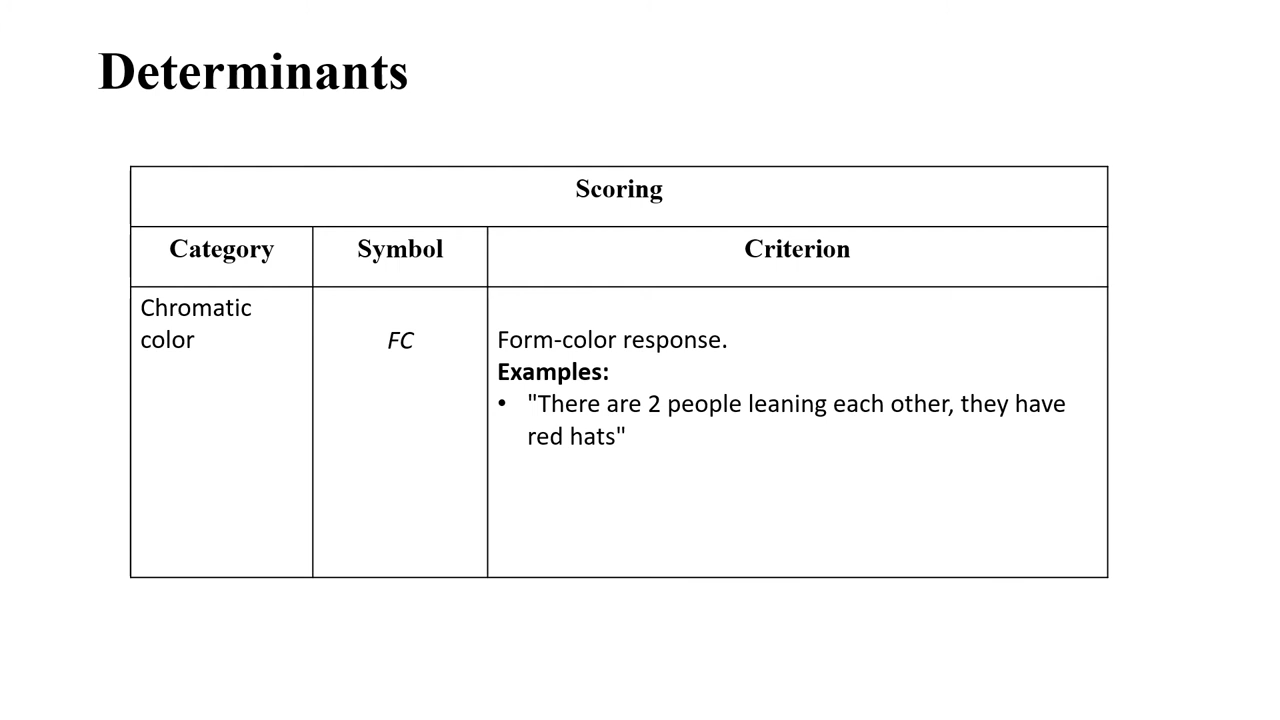 Determinants
Scoring
Category
Symbol
Criterion
Chromatic
color
FC
Form-color response.
Examples:
• "There are 2 people leaning each other, they have
red hats"